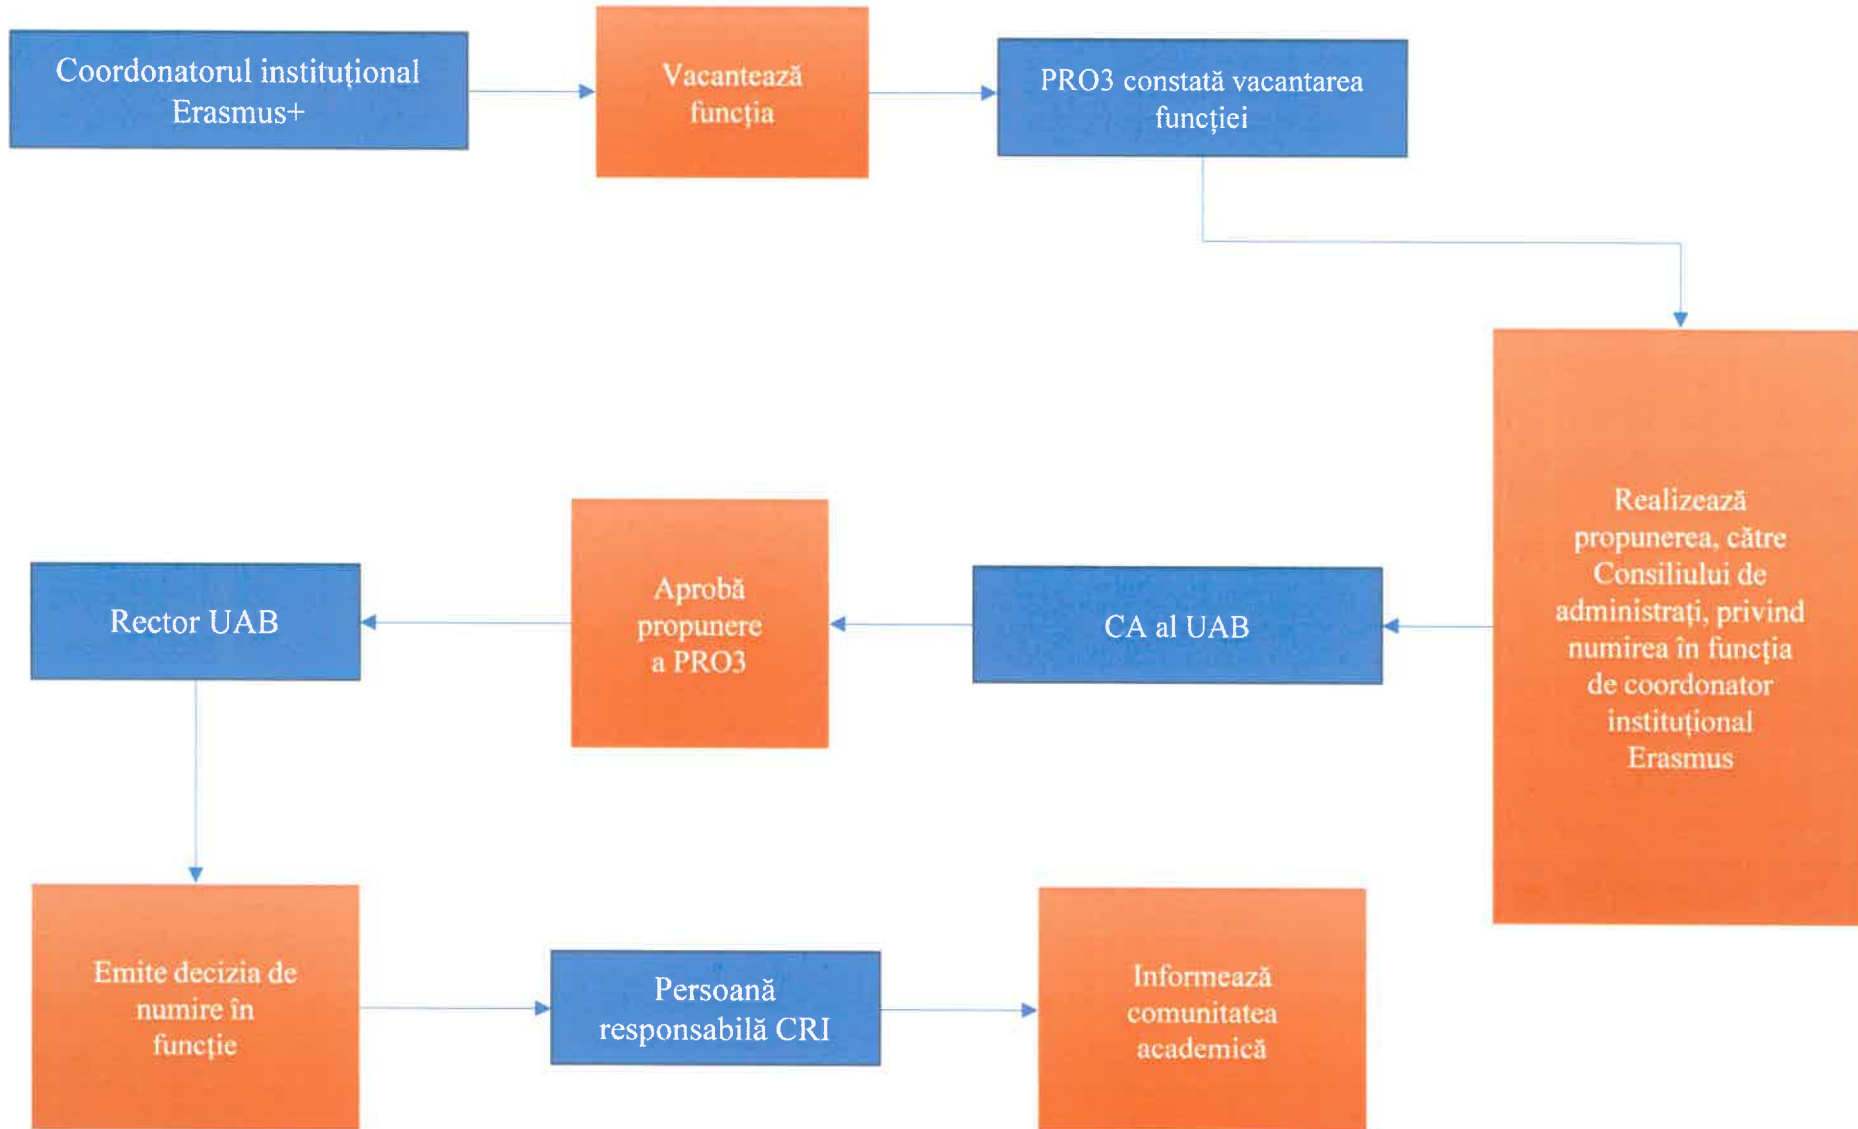 Coordonatorul instituțional
Erasmus+
Vacantează
funcția
PRO3 constată vacantarea
funcției
Realizează
propunerea, către
Consiliului de
administrați, privind
numirea în funcția
de coordonator
instituțional
Erasmus
CA al UAB
Aprobă
propunere
a PRO3
Rector UAB
Emite decizia de
numire în
funcție
Persoană
responsabilă CRI
Informează
comunitatea
academică